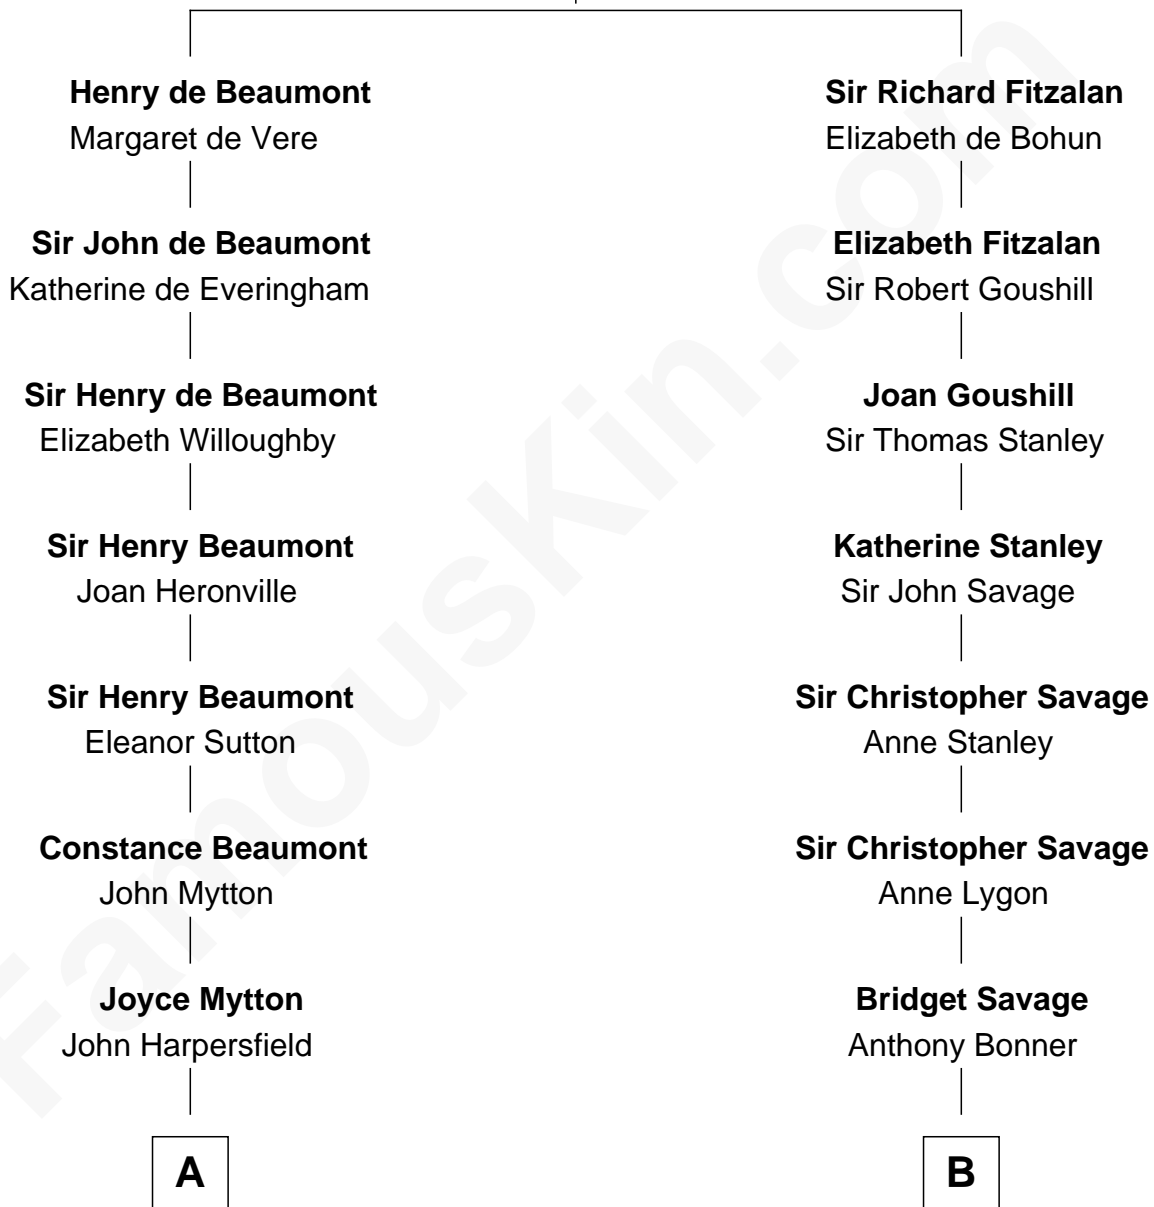 Henry de Beaumont
Margaret de Vere
Sir John de Beaumont
Katherine de Everingham
Sir Henry de Beaumont
Elizabeth Willoughby
Sir Henry Beaumont
Joan Heronville
Sir Henry Beaumont
Eleanor Sutton
Constance Beaumont
John Mytton
Joyce Mytton
John Harpersfield
A
Sir Richard Fitzalan
Elizabeth de Bohun
Elizabeth Fitzalan
Sir Robert Goushill
Joan Goushill
Sir Thomas Stanley
Katherine Stanley
Sir John Savage
Sir Christopher Savage
Anne Stanley
Sir Christopher Savage
Anne Lygon
Bridget Savage
Anthony Bonner
B
FamousKin.com